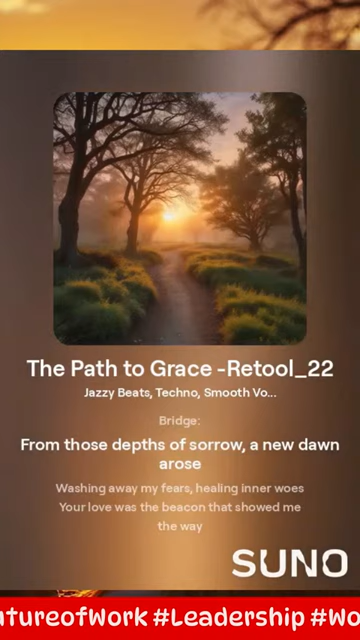 The Path to Grace -Retool_22
Jazzy Beats, Techno, Smooth Vo...
Bridge:
From those depths of sorrow, a new dawn
arose
Washing away my fears, healing inner woes
Your love was the beacon that showed me
the way
SUNO
utureofWork #Leadership #Wo